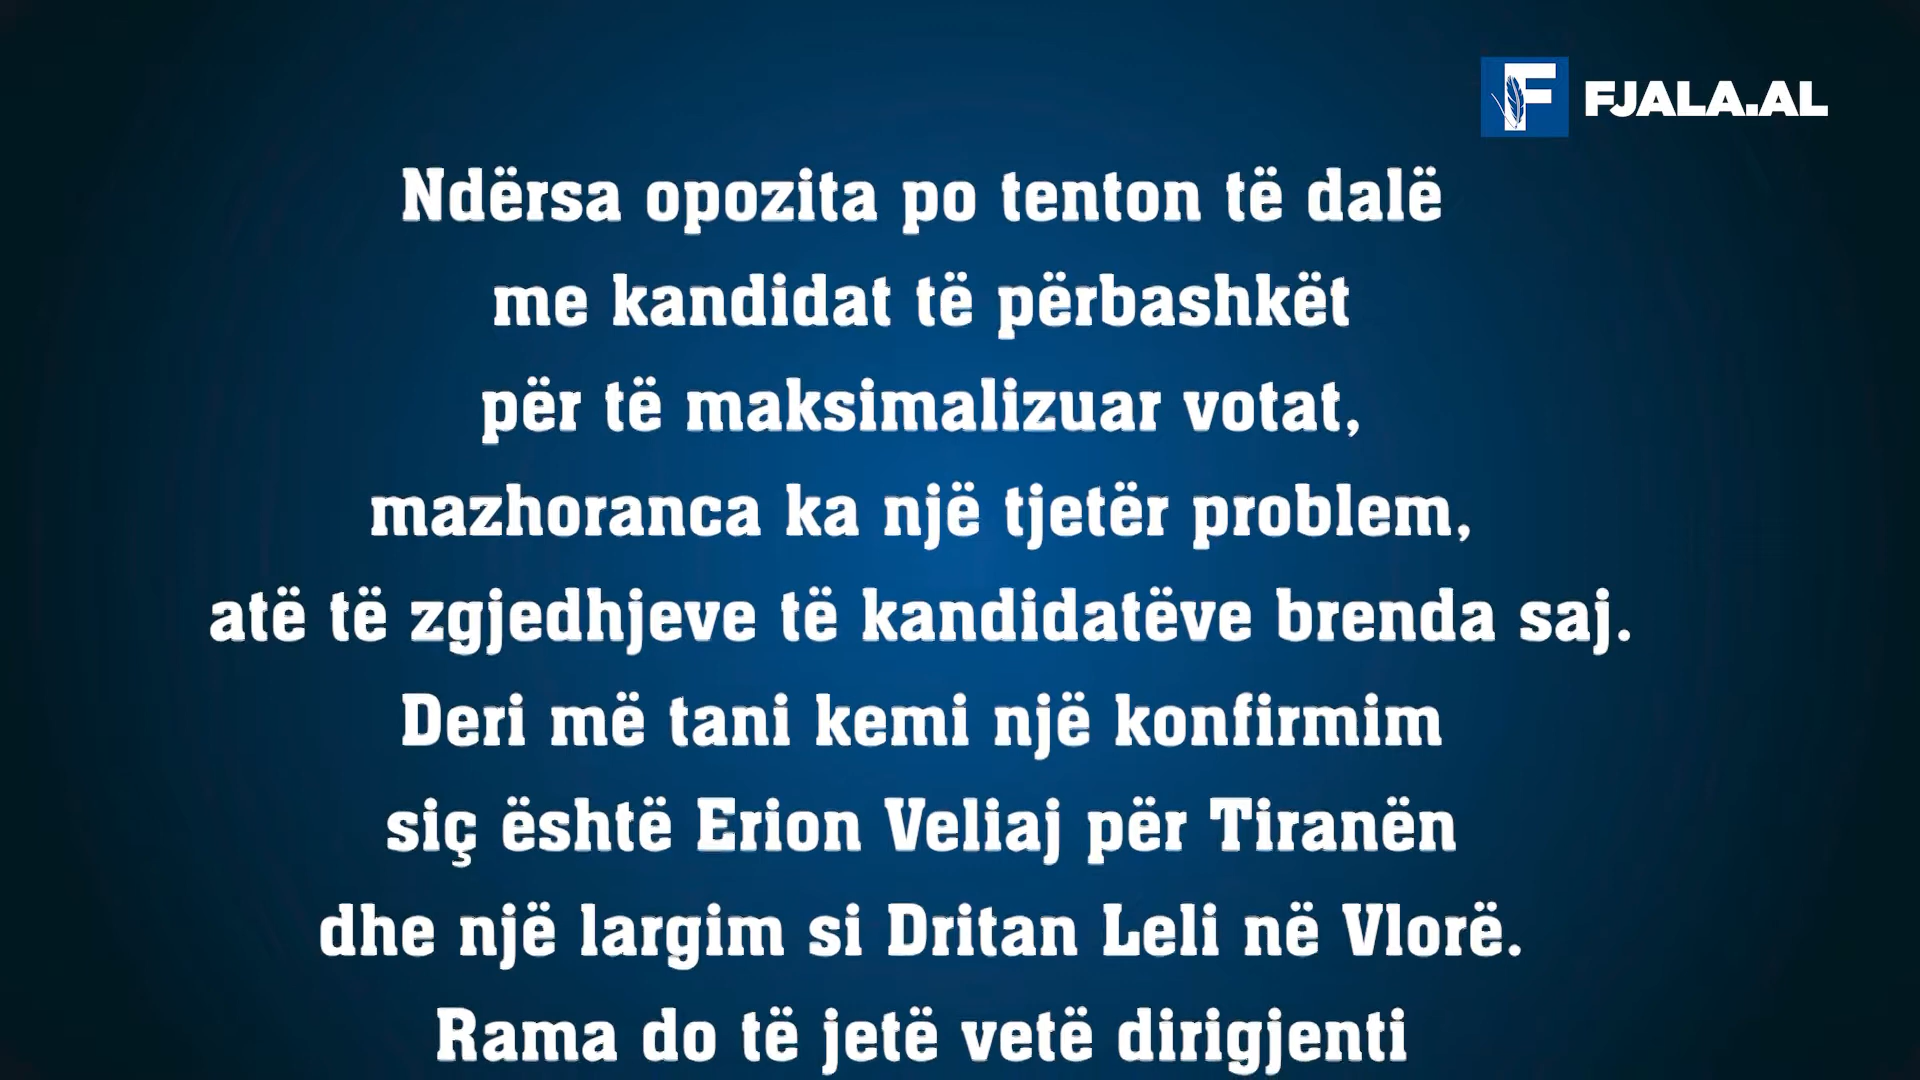 FJALA.AL
Ndërsa opozita po tenton të dalë
me kandidat të përbashkët
për të maksimalizuar votat,
mazhoranca ka një tjetër problem,
atë të zgjedhjeve të kandidatëve brenda saj.
Deri më tani kemi një konfirmim
siç është Erion Veliaj për Tiranën
dhe një largim si Dritan Leli në Vlorë.
Rama do të jetë vetë dirigjenti